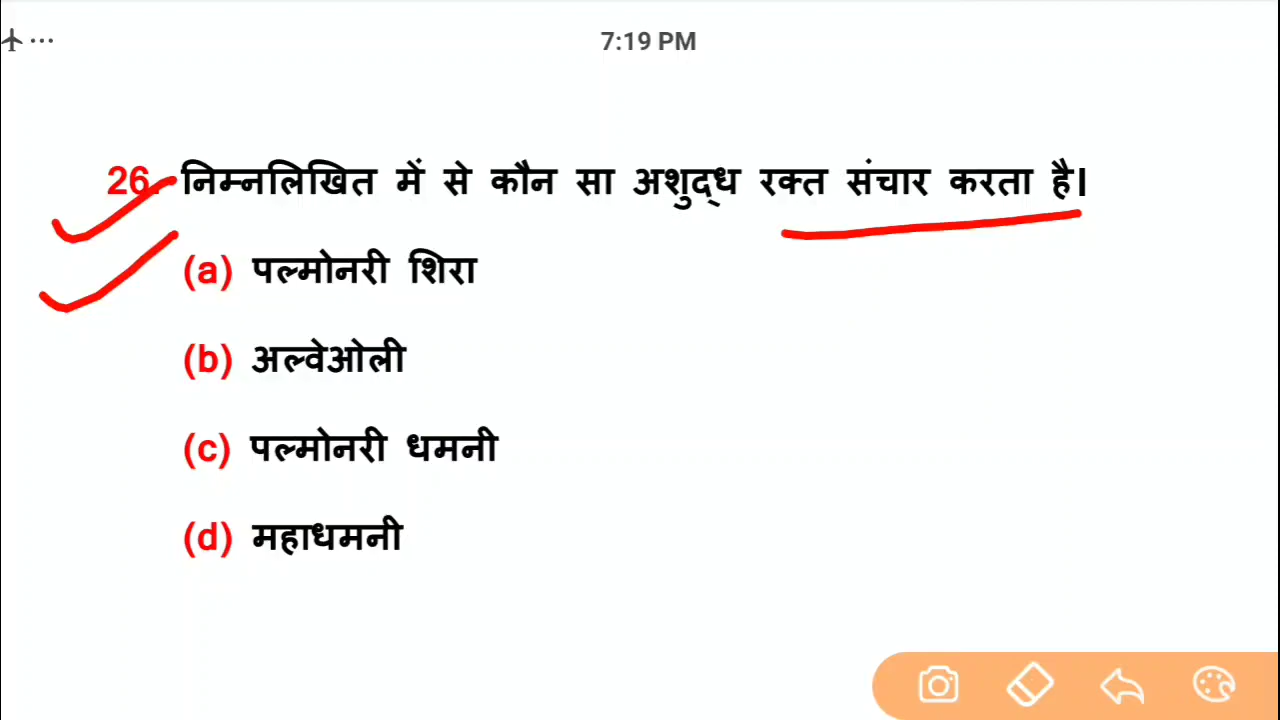 7:19 PM
26. निम्नलिखित में से कौन सा अशुद्ध रक्त संचार करता है।
(a) पल्मोनरी शिरा
(b) अल्वेओली
(c) पल्मोनरी धमनी
(d) महाधमनी